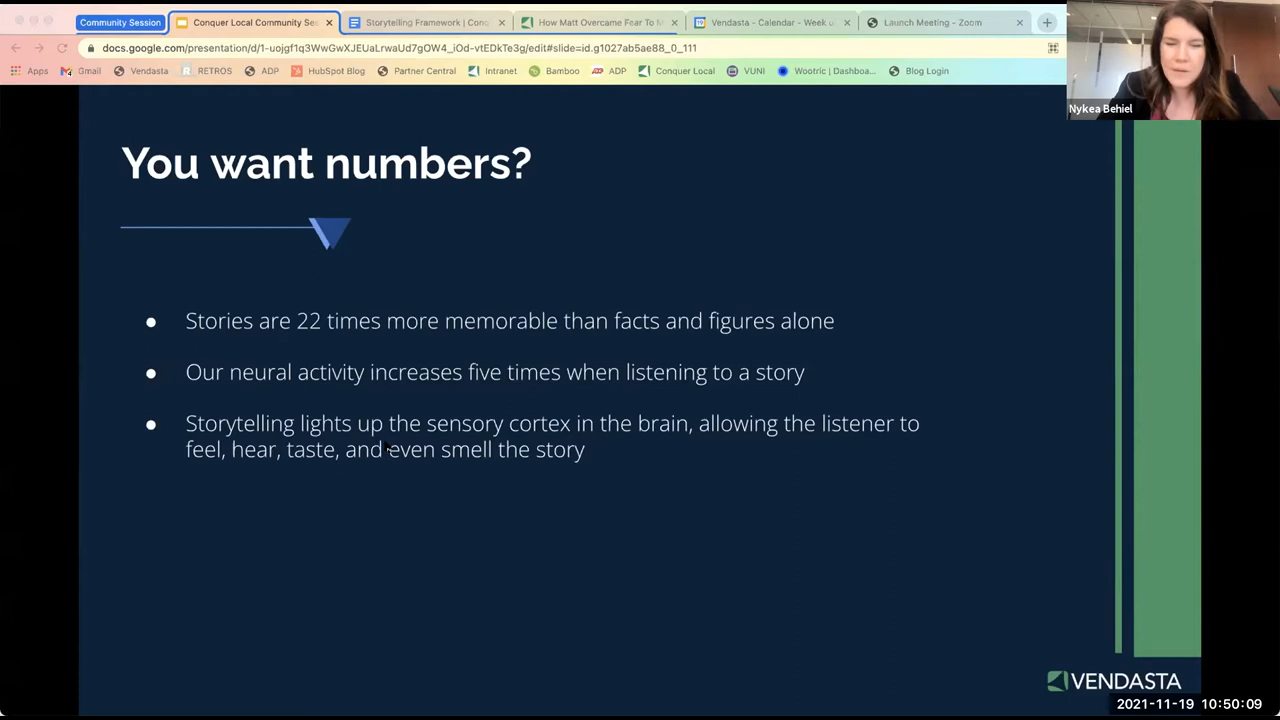 Community Session
Conquer Local Community Se
Storytelling Framework | Conq
How Matt Overcame Fear To M
Vendasta - Calendar - Week o
Launch Meeting - Zoom
docs.google.com/presentation/d/1-uojgf1q3WwGwXJEUaLrwaUd7gOW4_iOd-vtEDkTe3g/edit#slide=id.g1027ab5ae88_0_111
Apps Gmail Vendasta RETROS ADP HubSpot Blog Partner Central Intranet Bamboo ADP Conquer Local VUNI Wootric | Dashboa... Blog Login
Nykea Behiel
You want numbers?
● Stories are 22 times more memorable than facts and figures alone
● Our neural activity increases five times when listening to a story
● Storytelling lights up the sensory cortex in the brain, allowing the listener to
feel, hear, taste, and even smell the story
VENDASTA
2021-11-19 10:50:09